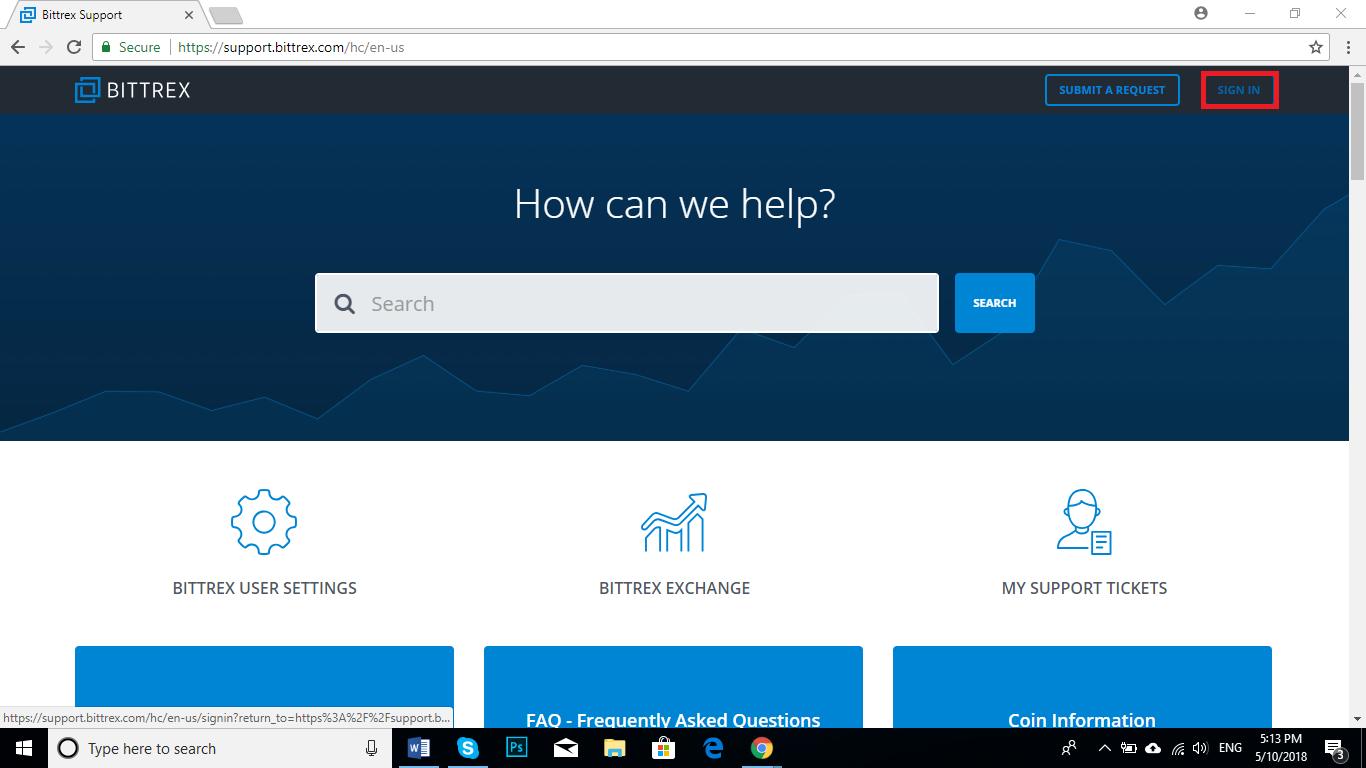 Bittrex Support
Secure https://support.bittrex.com/hc/en-us
BITTREX
SUBMIT A REQUEST
SIGN IN
How can we help?
Search
SEARCH
BITTREX USER SETTINGS
BITTREX EXCHANGE
MY SUPPORT TICKETS
FAQ - Frequently Asked Questions
Coin Information
https://support.bittrex.com/hc/en-us/signin?return_to=https%3A%2F%2Fsupport.b...
Type here to search
W
S
Ps
ENG
5:13 PM
5/10/2018
3